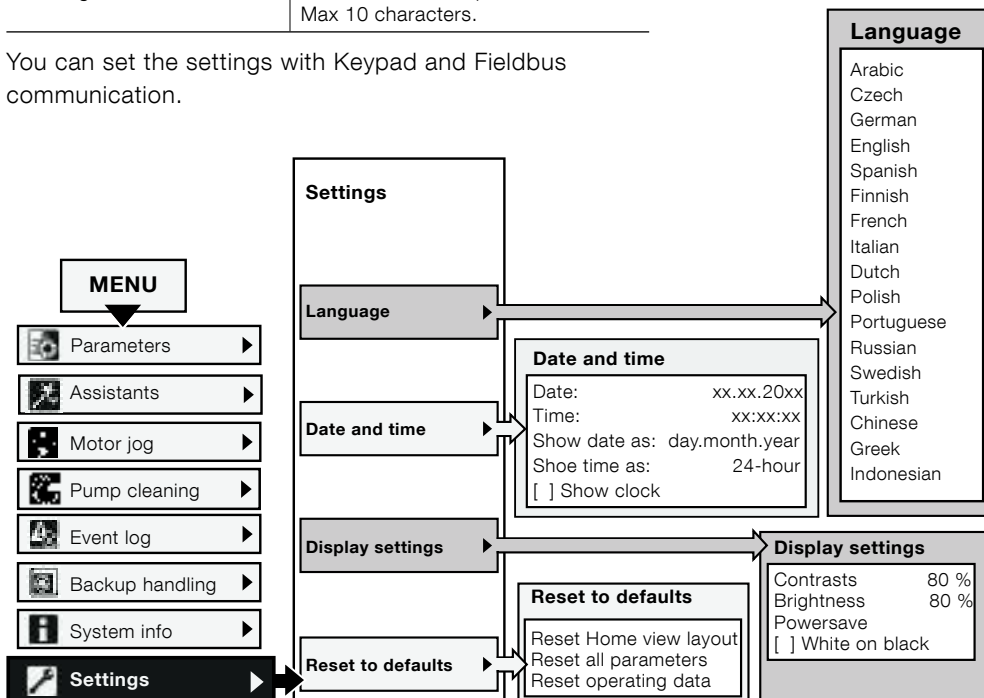 Max 10 characters.
You can set the settings with Keypad and Fieldbus
communication.
MENU
Parameters
Assistants
Motor jog
Pump cleaning
Event log
Backup handling
System info
Settings
Settings
Language
Date and time
Display settings
Reset to defaults
Language
Arabic
Czech
German
English
Spanish
Finnish
French
Italian
Dutch
Polish
Portuguese
Russian
Swedish
Turkish
Chinese
Greek
Indonesian
Date and time
Date: xx.xx.20xx
Time: xx:xx:xx
Show date as: day.month.year
Shoe time as: 24-hour
[ ] Show clock
Display settings
Contrasts 80 %
Brightness 80 %
Powersave
[ ] White on black
Reset to defaults
Reset Home view layout
Reset all parameters
Reset operating data